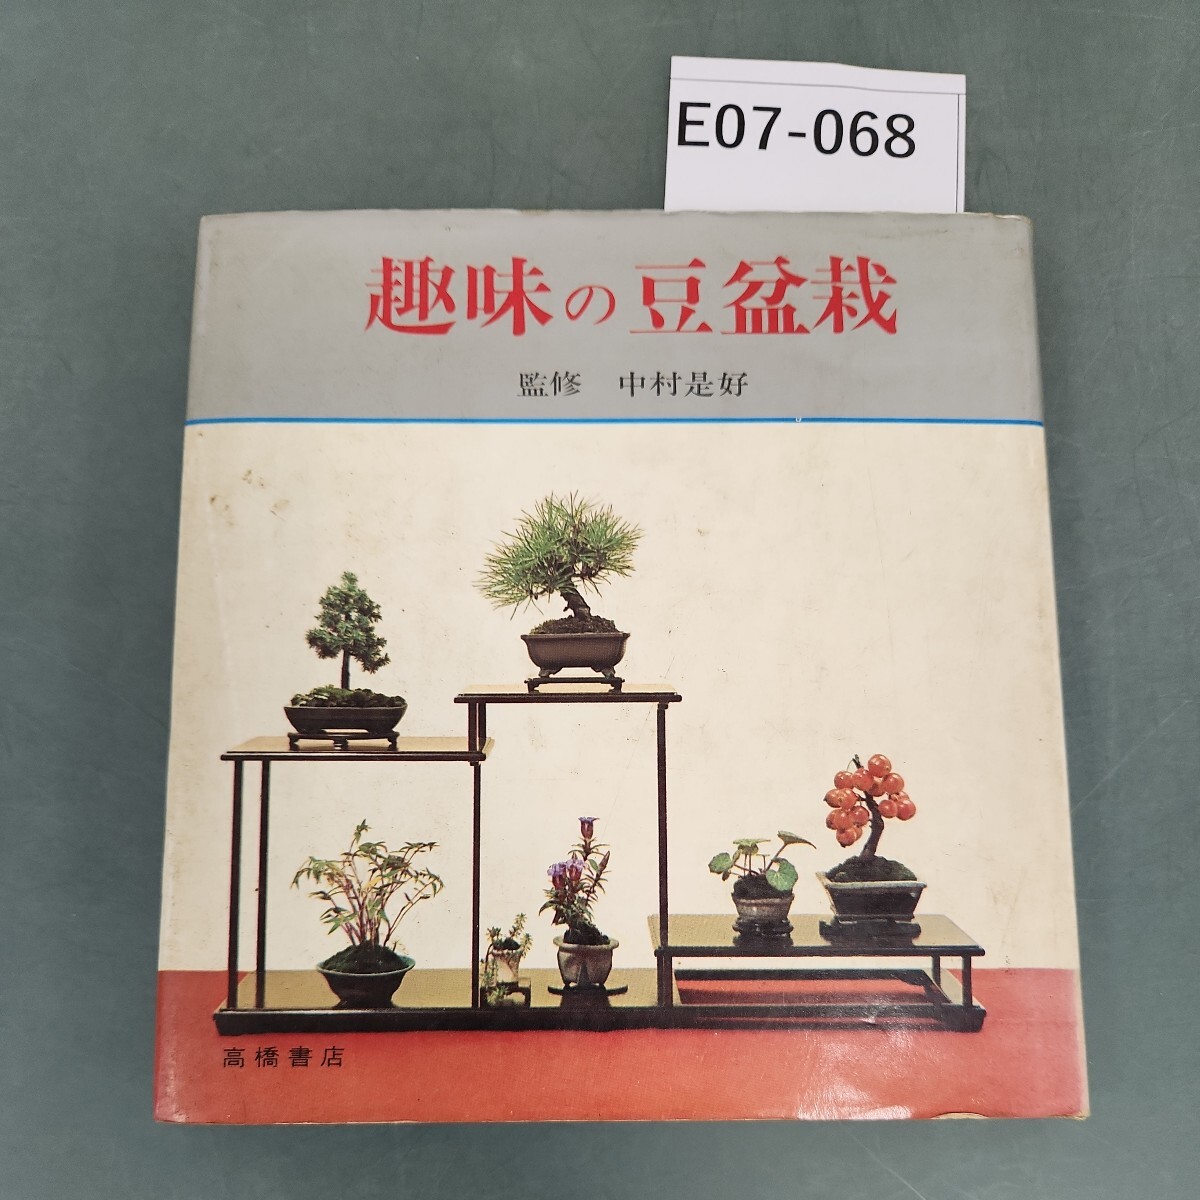 E07-068
趣味の豆盆栽
監修　中村是好
高橋書店